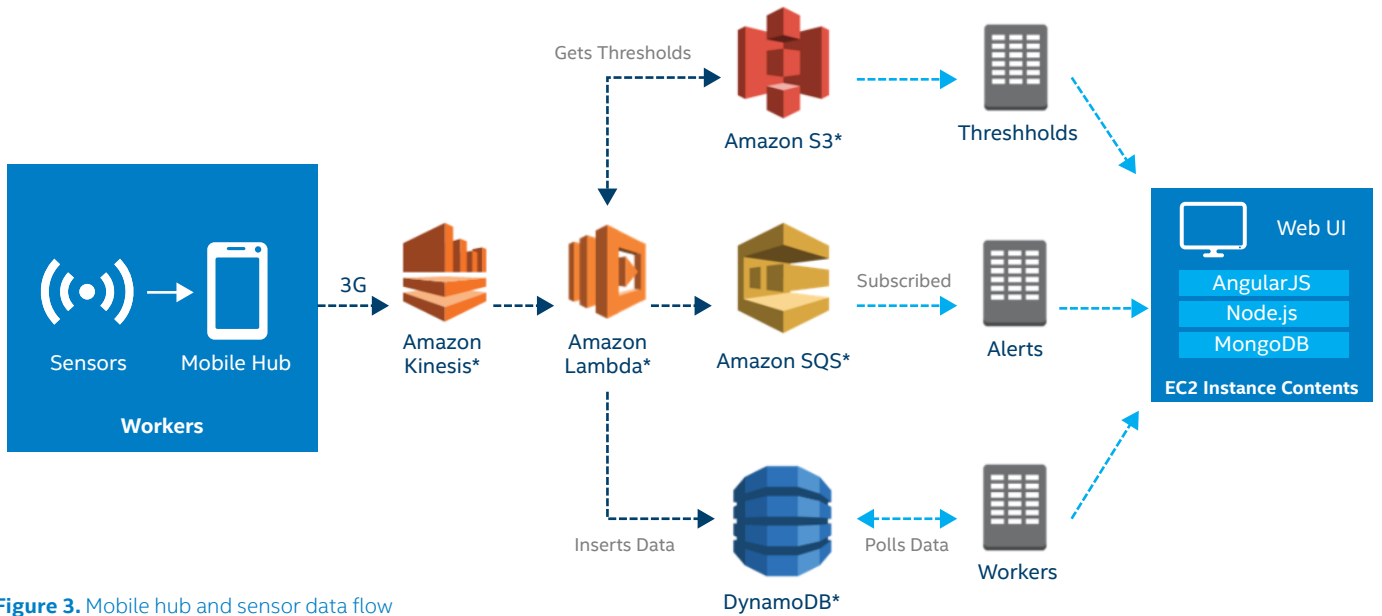 Gets Thresholds
Amazon S3*
Threshholds
Sensors
Mobile Hub
Workers
3G
Amazon
Kinesis*
Amazon
Lambda*
Amazon SQS*
Subscribed
Alerts
Web UI
AngularJS
Node.js
MongoDB
EC2 Instance Contents
Inserts Data
DynamoDB*
Polls Data
Workers
Figure 3. Mobile hub and sensor data flow